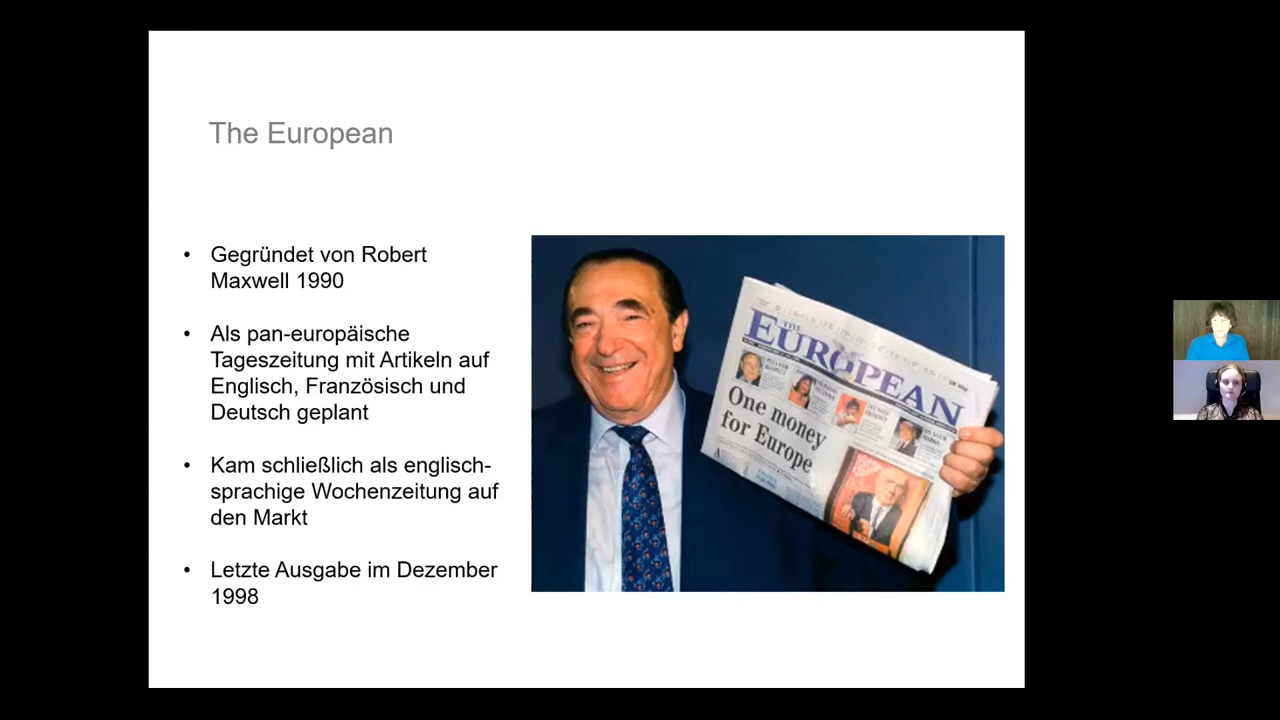 The European
• Gegründet von Robert
Maxwell 1990
• Als pan-europäische
Tageszeitung mit Artikeln auf
Englisch, Französisch und
Deutsch geplant
• Kam schließlich als englisch-
sprachige Wochenzeitung auf
den Markt
• Letzte Ausgabe im Dezember
1998
THE
EUROPEAN
One money
for Europe